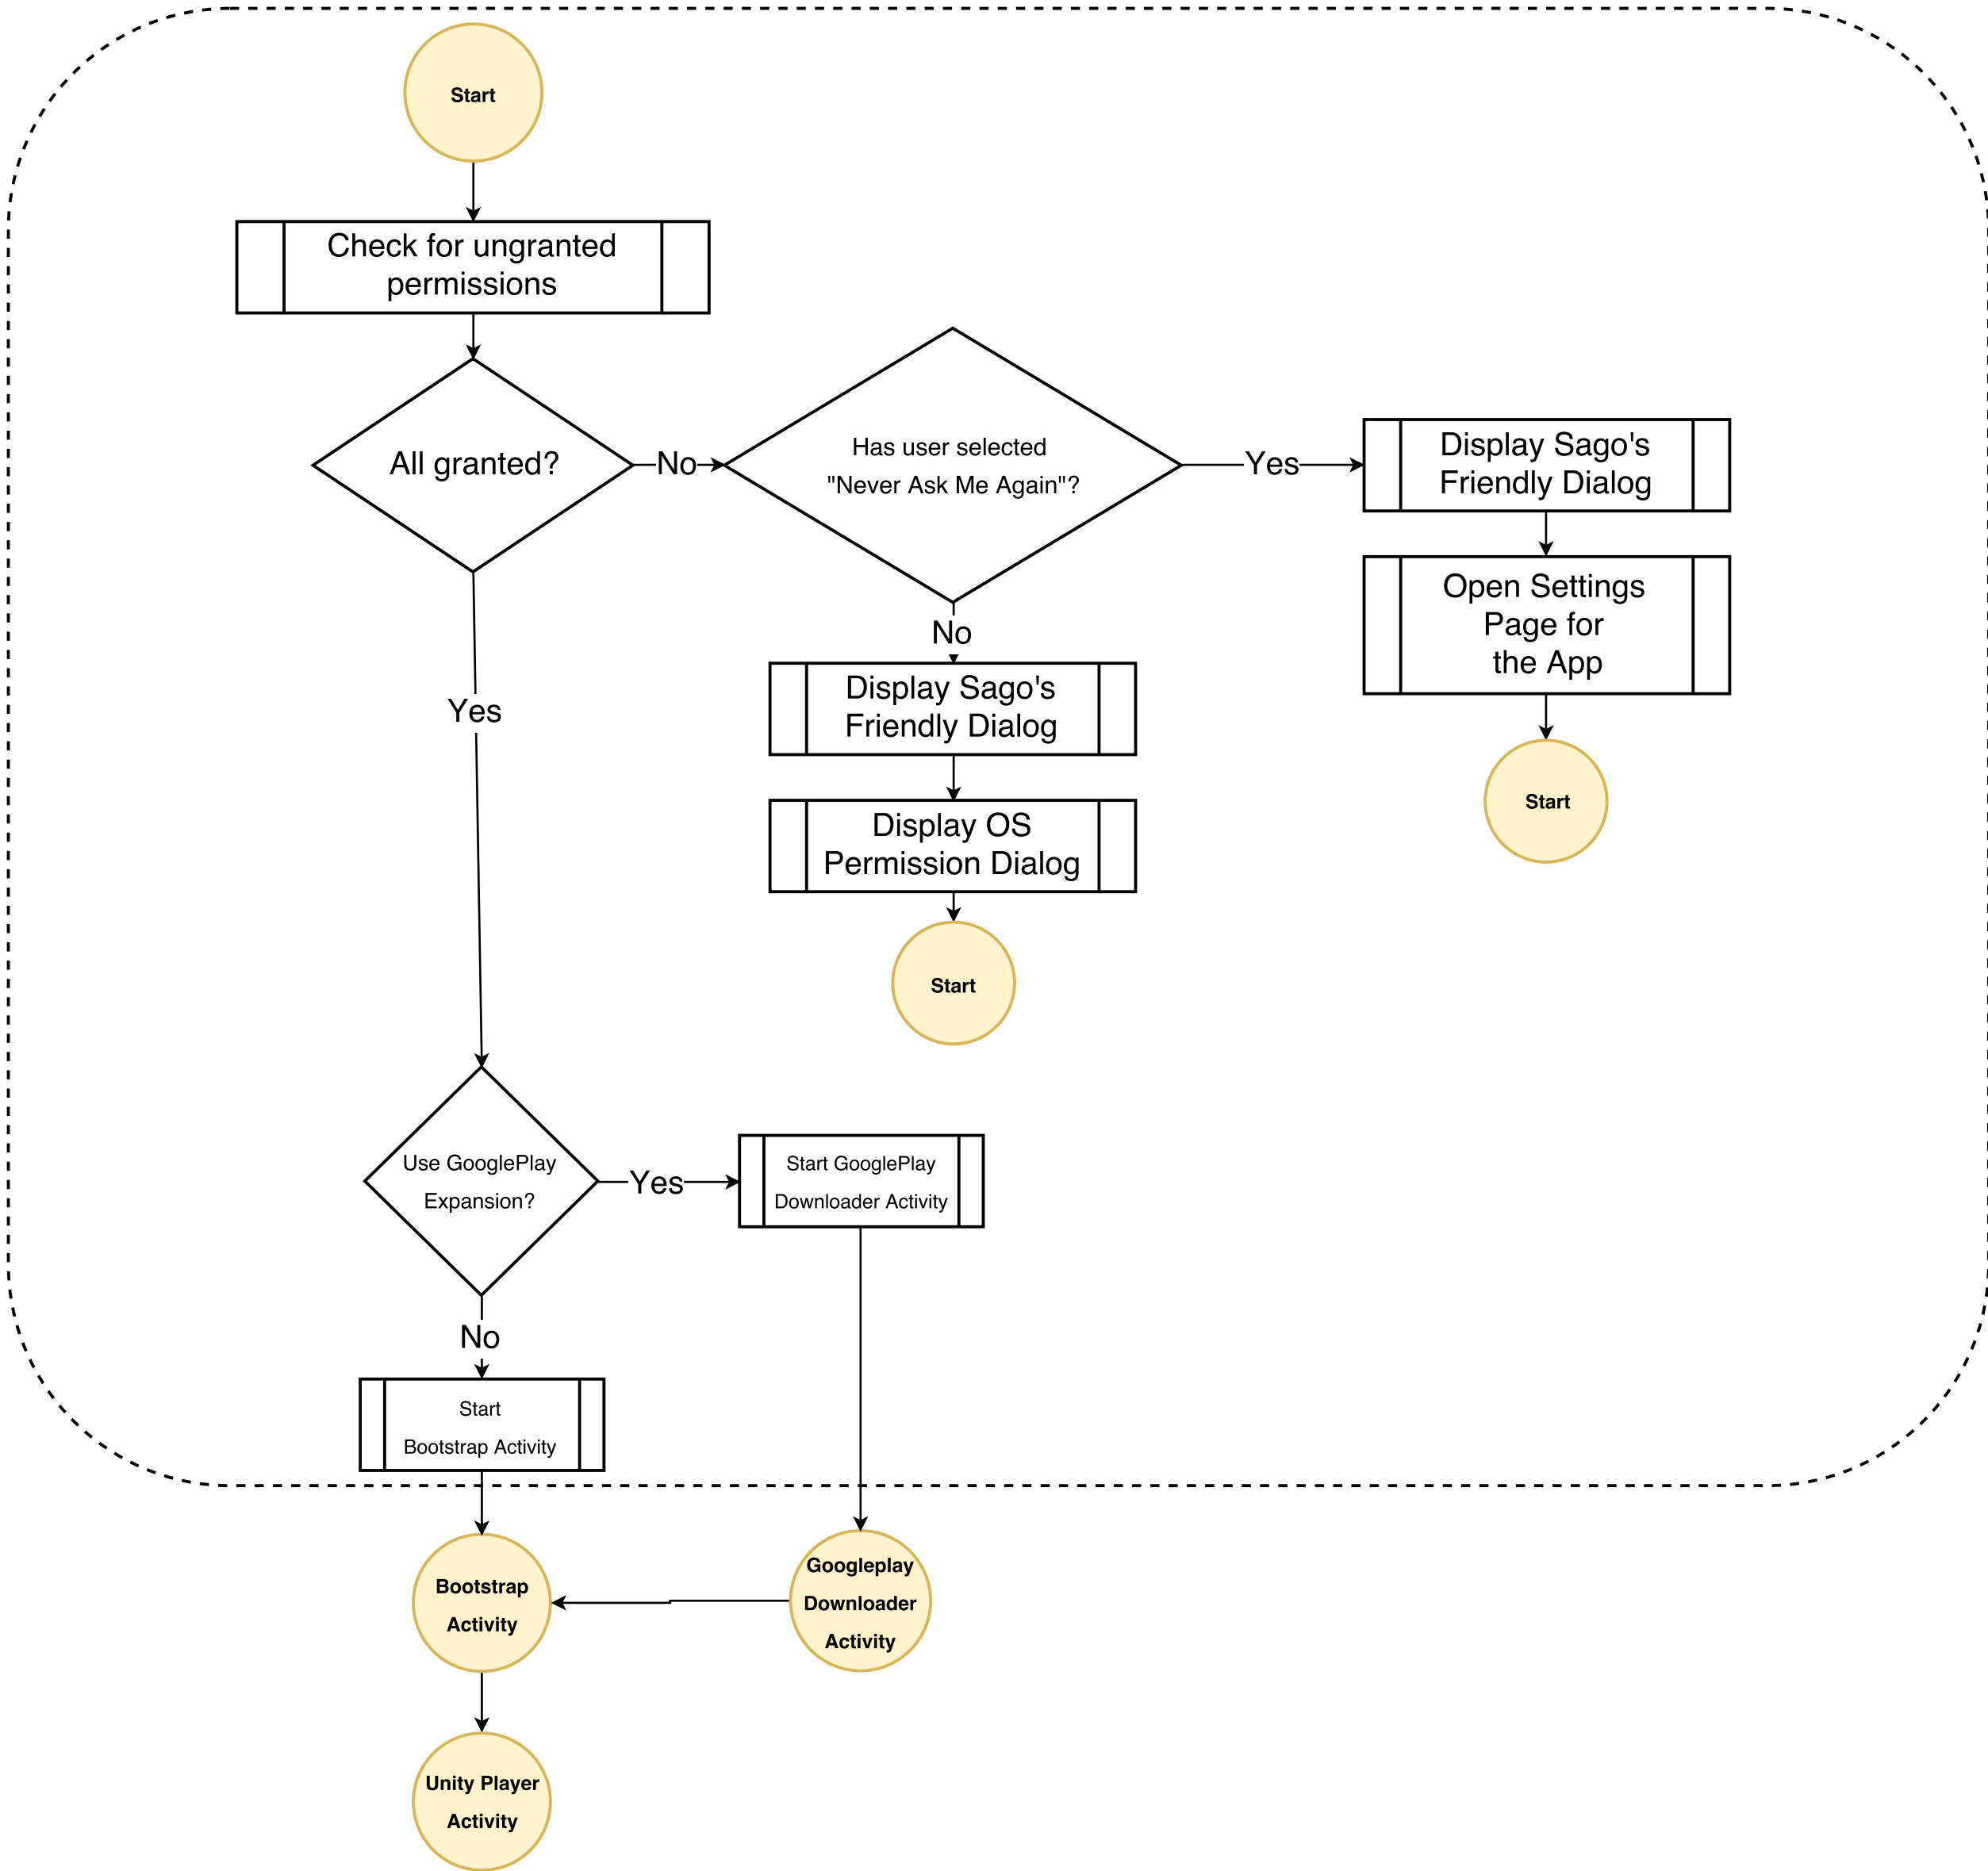 Start
Check for ungranted
permissions
All granted?
No
Has user selected
"Never Ask Me Again"?
Yes
Display Sago's
Friendly Dialog
Open Settings
Page for
the App
Start
No
Display Sago's
Friendly Dialog
Display OS
Permission Dialog
Start
Yes
Use GooglePlay
Expansion?
Yes
Start GooglePlay
Downloader Activity
No
Start
Bootstrap Activity
Bootstrap
Activity
Googleplay
Downloader
Activity
Unity Player
Activity